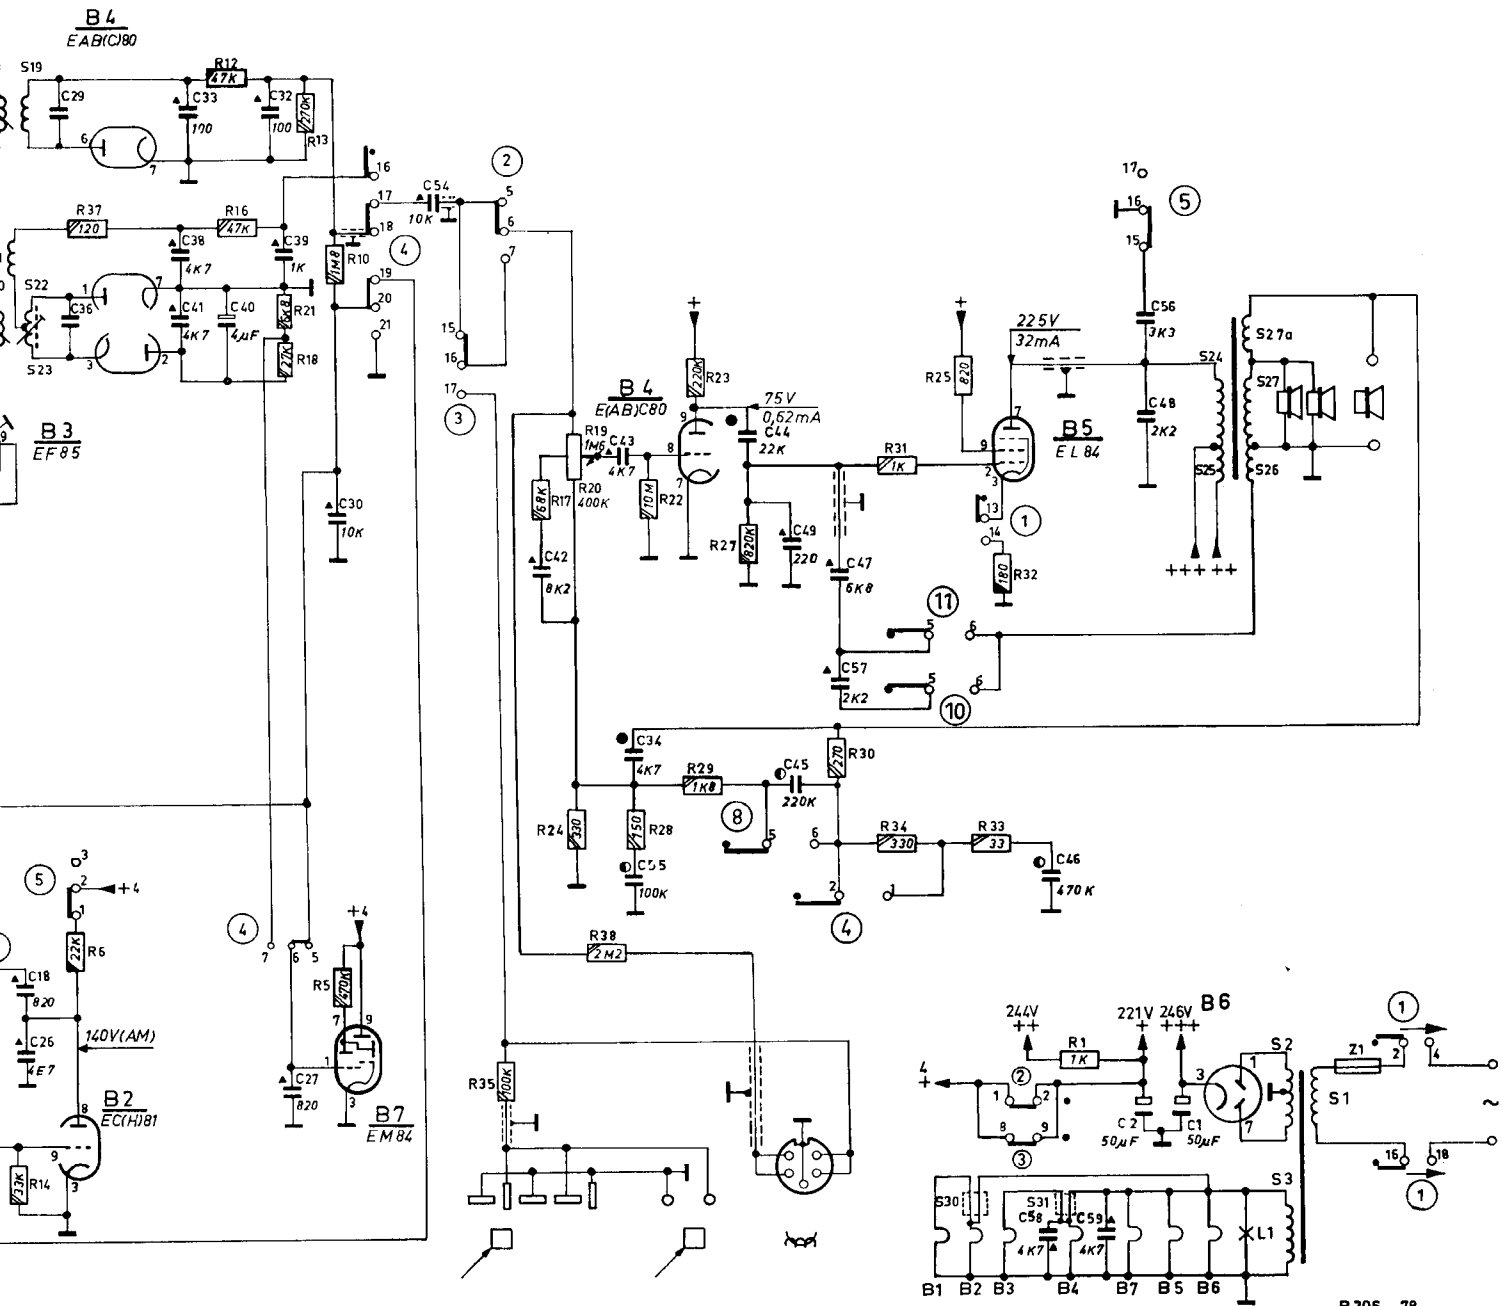 B4
EAB(C)80
S19
C29
6
7
C33
100
R12
47K
C32
100
270K
R13
16
17
18
4
19
20
21
R37
120
C38
4K7
R16
47K
C39
1K
R10
1M8
S22
S23
C36
1
7
3
2
C41
4K7
C40
4µF
R21
6K8
R18
27K
B3
EF85
9
C30
10K
C54
10K
2
5
6
7
15
16
17
3
B4
E(AB)C80
R23
220K
+
75V
0,62mA
R19
1M6
C43
4K7
8
9
7
R17
68K
R20
400K
R22
10M
C42
8K2
C44
22K
R27
820K
C49
220
R31
1K
C47
6K8
C57
2K2
11
5
6
10
5
6
R25
820
+
225V
32mA
7
9
2
3
B5
EL84
13
1
14
R32
180
17
16
15
5
C56
3K3
C48
2K2
S24
S25
S27a
S27
S26
+++ ++
C34
4K7
R29
1K8
C45
220K
R30
270
R24
330
R28
150
8
5
6
C55
100K
R34
330
R33
33
C46
470K
2
1
4
R38
2M2
5
3
2
1
+4
R6
22K
C18
820
C26
4E7
140V(AM)
B2
EC(H)81
8
9
3
R14
33K
4
7
6
5
+4
R5
470K
7
9
1
3
C27
820
B7
EM84
R35
100K
244V
++
221V
+
246V
+++
B6
R1
1K
4
+
2
1
2
8
9
3
C2
50µF
C1
50µF
3
1
7
S2
S1
S3
Z1
1
2
4
16
18
1
~
S30
S31
C58
4K7
C59
4K7
L1
B1
B2
B3
B4
B7
B5
B6